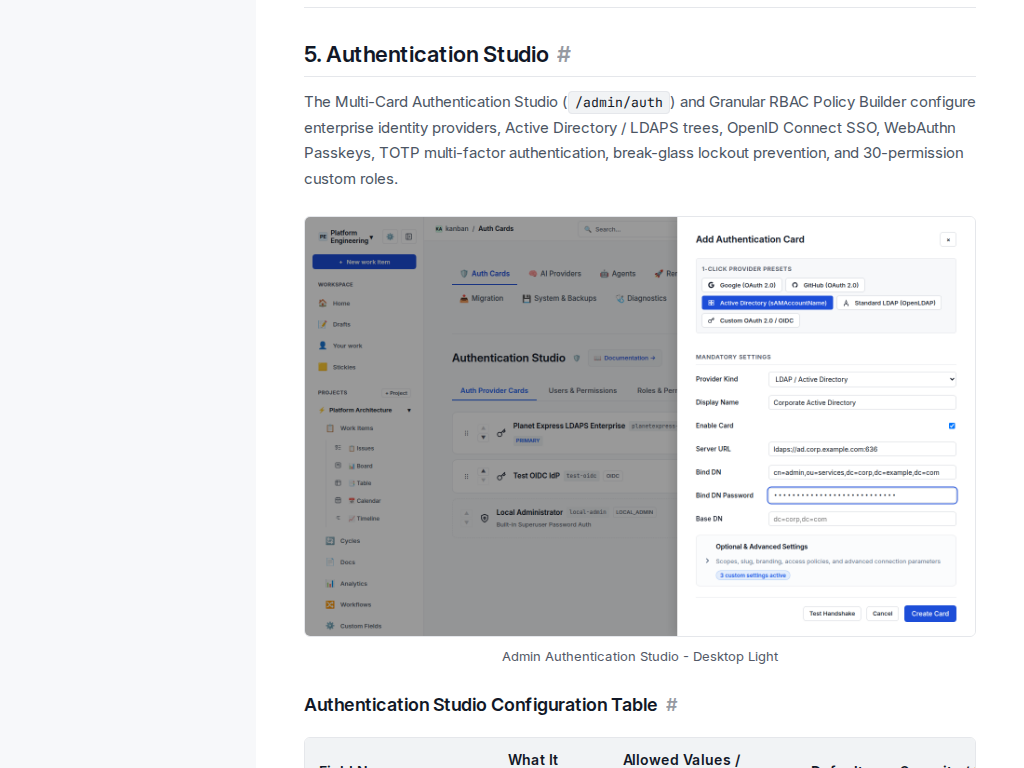 5. Authentication Studio #
The Multi-Card Authentication Studio ( /admin/auth ) and Granular RBAC Policy Builder configure
enterprise identity providers, Active Directory / LDAPS trees, OpenID Connect SSO, WebAuthn
Passkeys, TOTP multi-factor authentication, break-glass lockout prevention, and 30-permission
custom roles.
PE Platform Engineering
+ New work item
WORKSPACE
Home
Drafts
Your work
Stickies
PROJECTS + Project
Platform Architecture
Work Items
Issues
Board
Table
Calendar
Timeline
Cycles
Docs
Analytics
Workflows
Custom Fields
KA kanban / Auth Cards
Search...
Auth Cards AI Providers Agents
Migration System & Backups Diagnostics
Authentication Studio Documentation →
Auth Provider Cards Users & Permissions Roles & Per
Planet Express LDAPS Enterprise
PRIMARY
Test OIDC IdP test-oidc OIDC
Local Administrator local-admin LOCAL_ADMIN
Built-in Superuser Password Auth
Add Authentication Card ×
1-CLICK PROVIDER PRESETS
Google (OAuth 2.0) GitHub (OAuth 2.0)
Active Directory (sAMAccountName) Standard LDAP (OpenLDAP)
Custom OAuth 2.0 / OIDC
MANDATORY SETTINGS
Provider Kind LDAP / Active Directory
Display Name Corporate Active Directory
Enable Card
Server URL ldaps://ad.corp.example.com:636
Bind DN cn=admin,ou=services,dc=corp,dc=example,dc=com
Bind DN Password
Base DN dc=corp,dc=com
Optional & Advanced Settings
Scopes, slug, branding, access policies, and advanced connection parameters
3 custom settings active
Test Handshake Cancel Create Card
Admin Authentication Studio - Desktop Light
Authentication Studio Configuration Table #
What It Allowed Values /